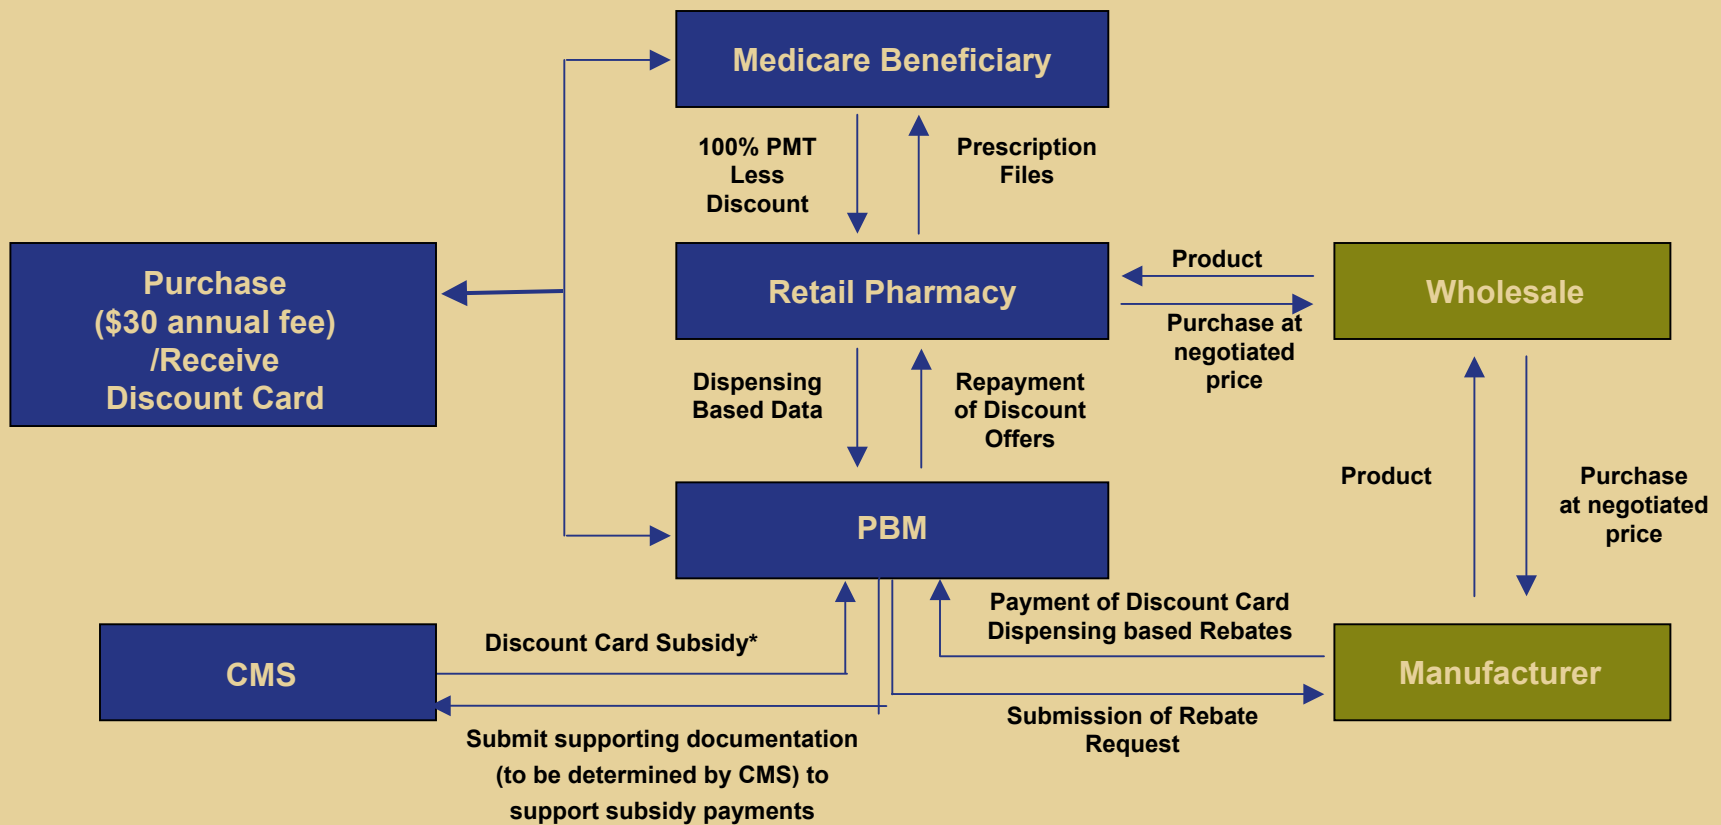 Medicare Beneficiary
100% PMT
Less
Discount
Prescription
Files
Purchase
($30 annual fee)
/Receive
Discount Card
Retail Pharmacy
Product
Purchase at
negotiated
price
Wholesale
Dispensing
Based Data
Repayment
of Discount
Offers
Product
Purchase
at negotiated
price
PBM
Payment of Discount Card
Dispensing based Rebates
CMS
Discount Card Subsidy*
Manufacturer
Submission of Rebate
Request
Submit supporting documentation
(to be determined by CMS) to
support subsidy payments